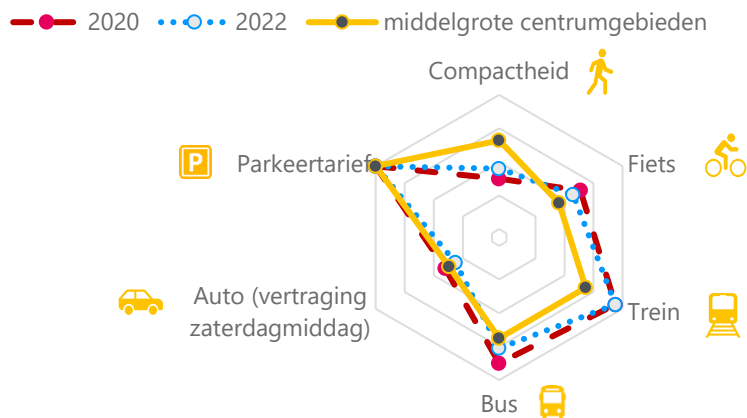 2020 2022 middelgrote centrumgebieden
Compactheid
P Parkeertarief Fiets
Auto (vertraging
zaterdagmiddag)
Trein
Bus